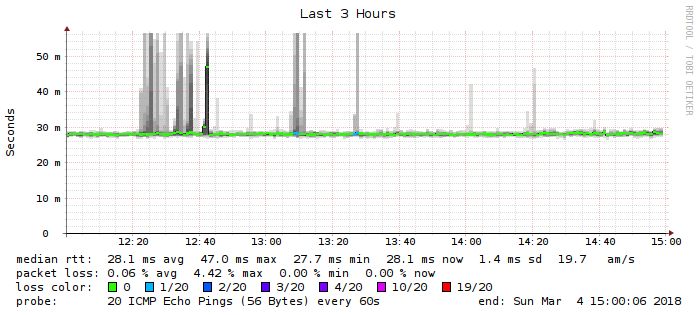 Last 3 Hours
RRDTOOL / TOBI OETIKER
Seconds
50 m
40 m
30 m
20 m
10 m
0
12:20 12:40 13:00 13:20 13:40 14:00 14:20 14:40 15:00
median rtt: 28.1 ms avg 47.0 ms max 27.7 ms min 28.1 ms now 1.4 ms sd 19.7 am/s
packet loss: 0.06 % avg 4.42 % max 0.00 % min 0.00 % now
loss color: 0 1/20 2/20 3/20 4/20 10/20 19/20
probe: 20 ICMP Echo Pings (56 Bytes) every 60s end: Sun Mar 4 15:00:06 2018